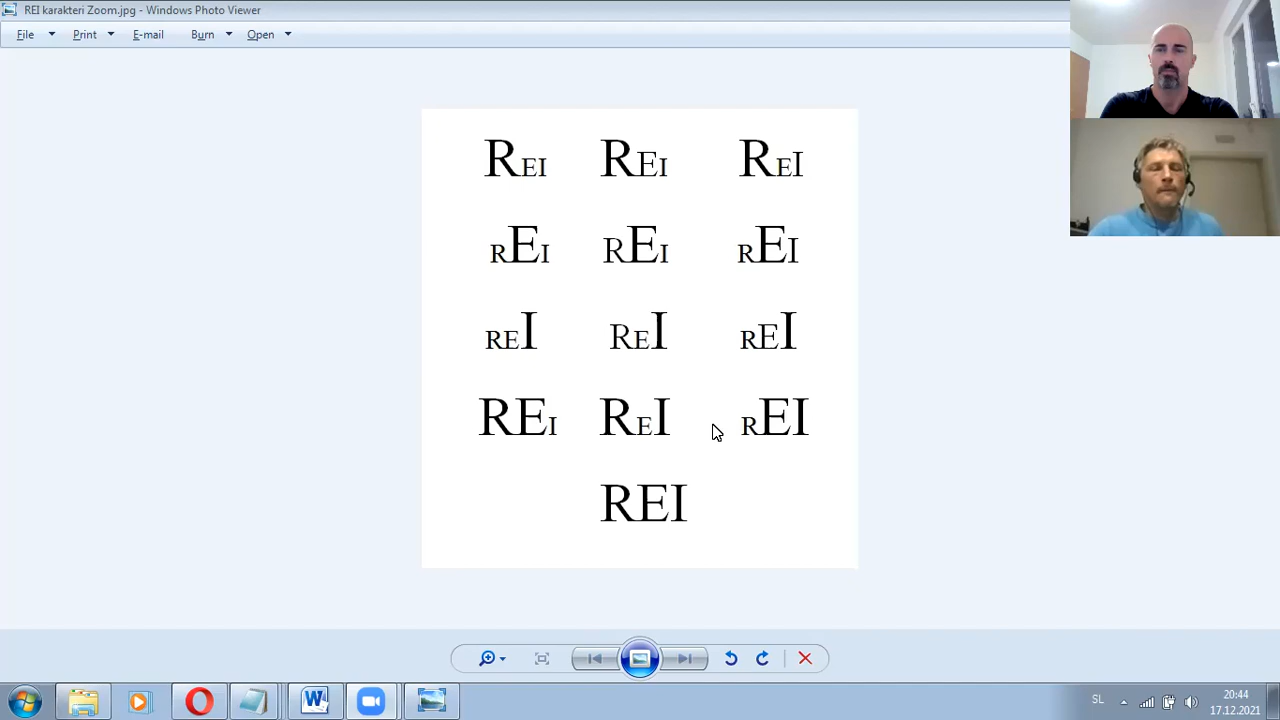 REI karakteri Zoom.jpg - Windows Photo Viewer
File Print E-mail Burn Open
REI REI REI
REI REI REI
REI REI REI
REI REI REI
REI
W
SL 20:44
17.12.2021